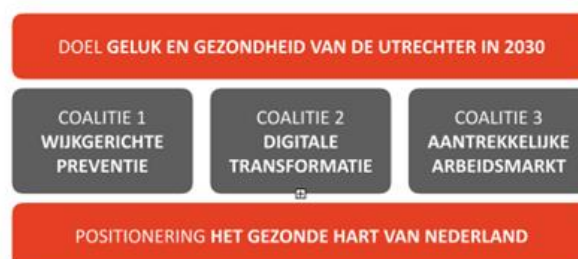 DOEL GELUK EN GEZONDHEID VAN DE UTRECHTER IN 2030
COALITIE 1
WIJKGERICHTE
PREVENTIE
COALITIE 2
DIGITALE
TRANSFORMATIE
COALITIE 3
AANTREKKELIJKE
ARBEIDSMARKT
POSITIONERING HET GEZONDE HART VAN NEDERLAND